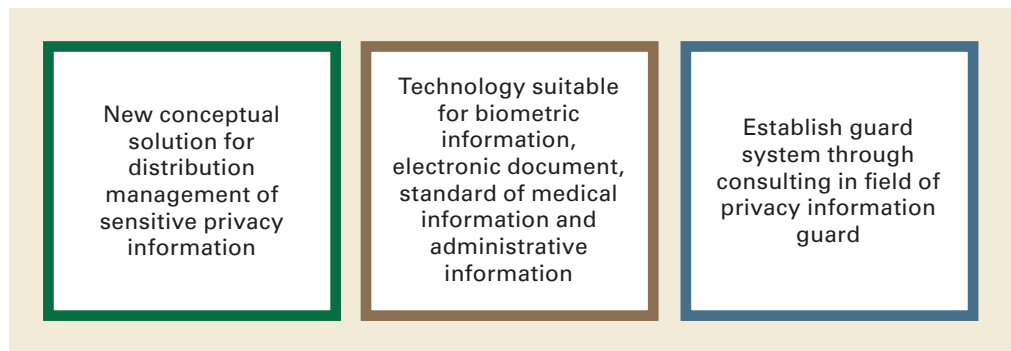 New conceptual
solution for
distribution
management of
sensitive privacy
information
Technology suitable
for biometric
information,
electronic document,
standard of medical
information and
administrative
information
Establish guard
system through
consulting in field of
privacy information
guard